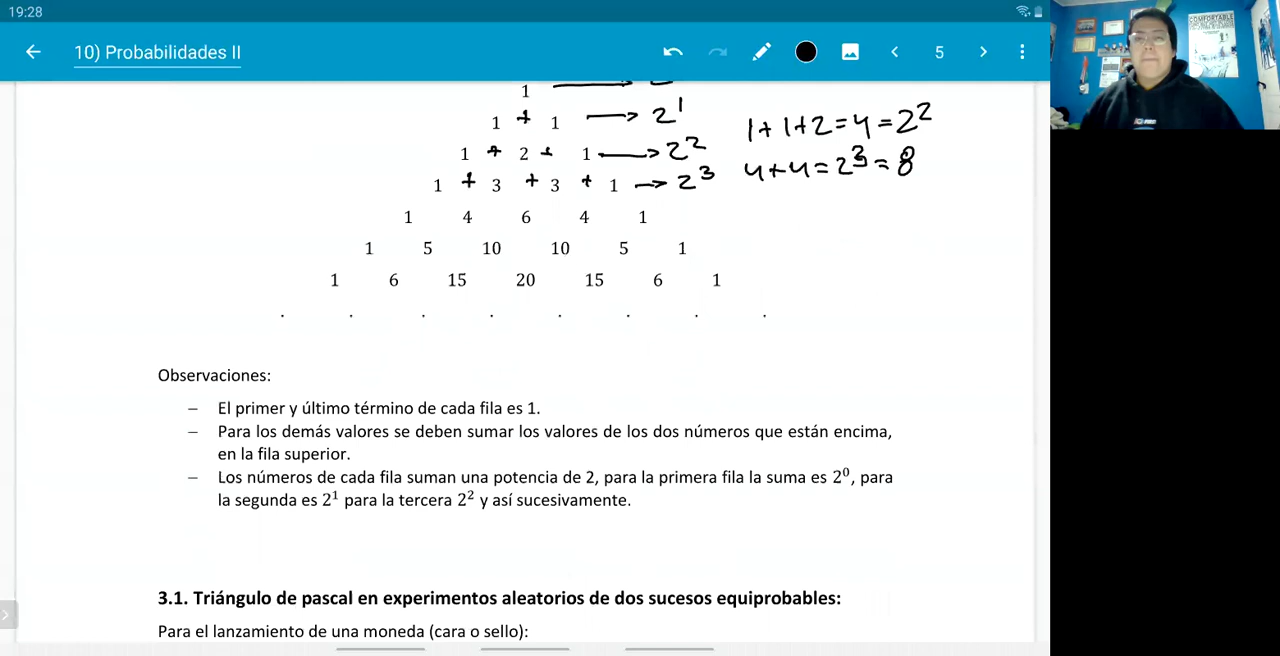 19:28
10) Probabilidades II
5
COMFORTABLE
1
1 + 1 → 2¹
1 + 1 + 2 = 4 = 2²
1 + 2 + 1 → 2²
4 + 4 = 2³ = 8
1 + 3 + 3 + 1 → 2³
1 4 6 4 1
1 5 10 10 5 1
1 6 15 20 15 6 1
. . . . . . . .
Observaciones:
– El primer y último término de cada fila es 1.
– Para los demás valores se deben sumar los valores de los dos números que están encima,
en la fila superior.
– Los números de cada fila suman una potencia de 2, para la primera fila la suma es 2⁰, para
la segunda es 2¹ para la tercera 2² y así sucesivamente.
3.1. Triángulo de pascal en experimentos aleatorios de dos sucesos equiprobables:
Para el lanzamiento de una moneda (cara o sello):